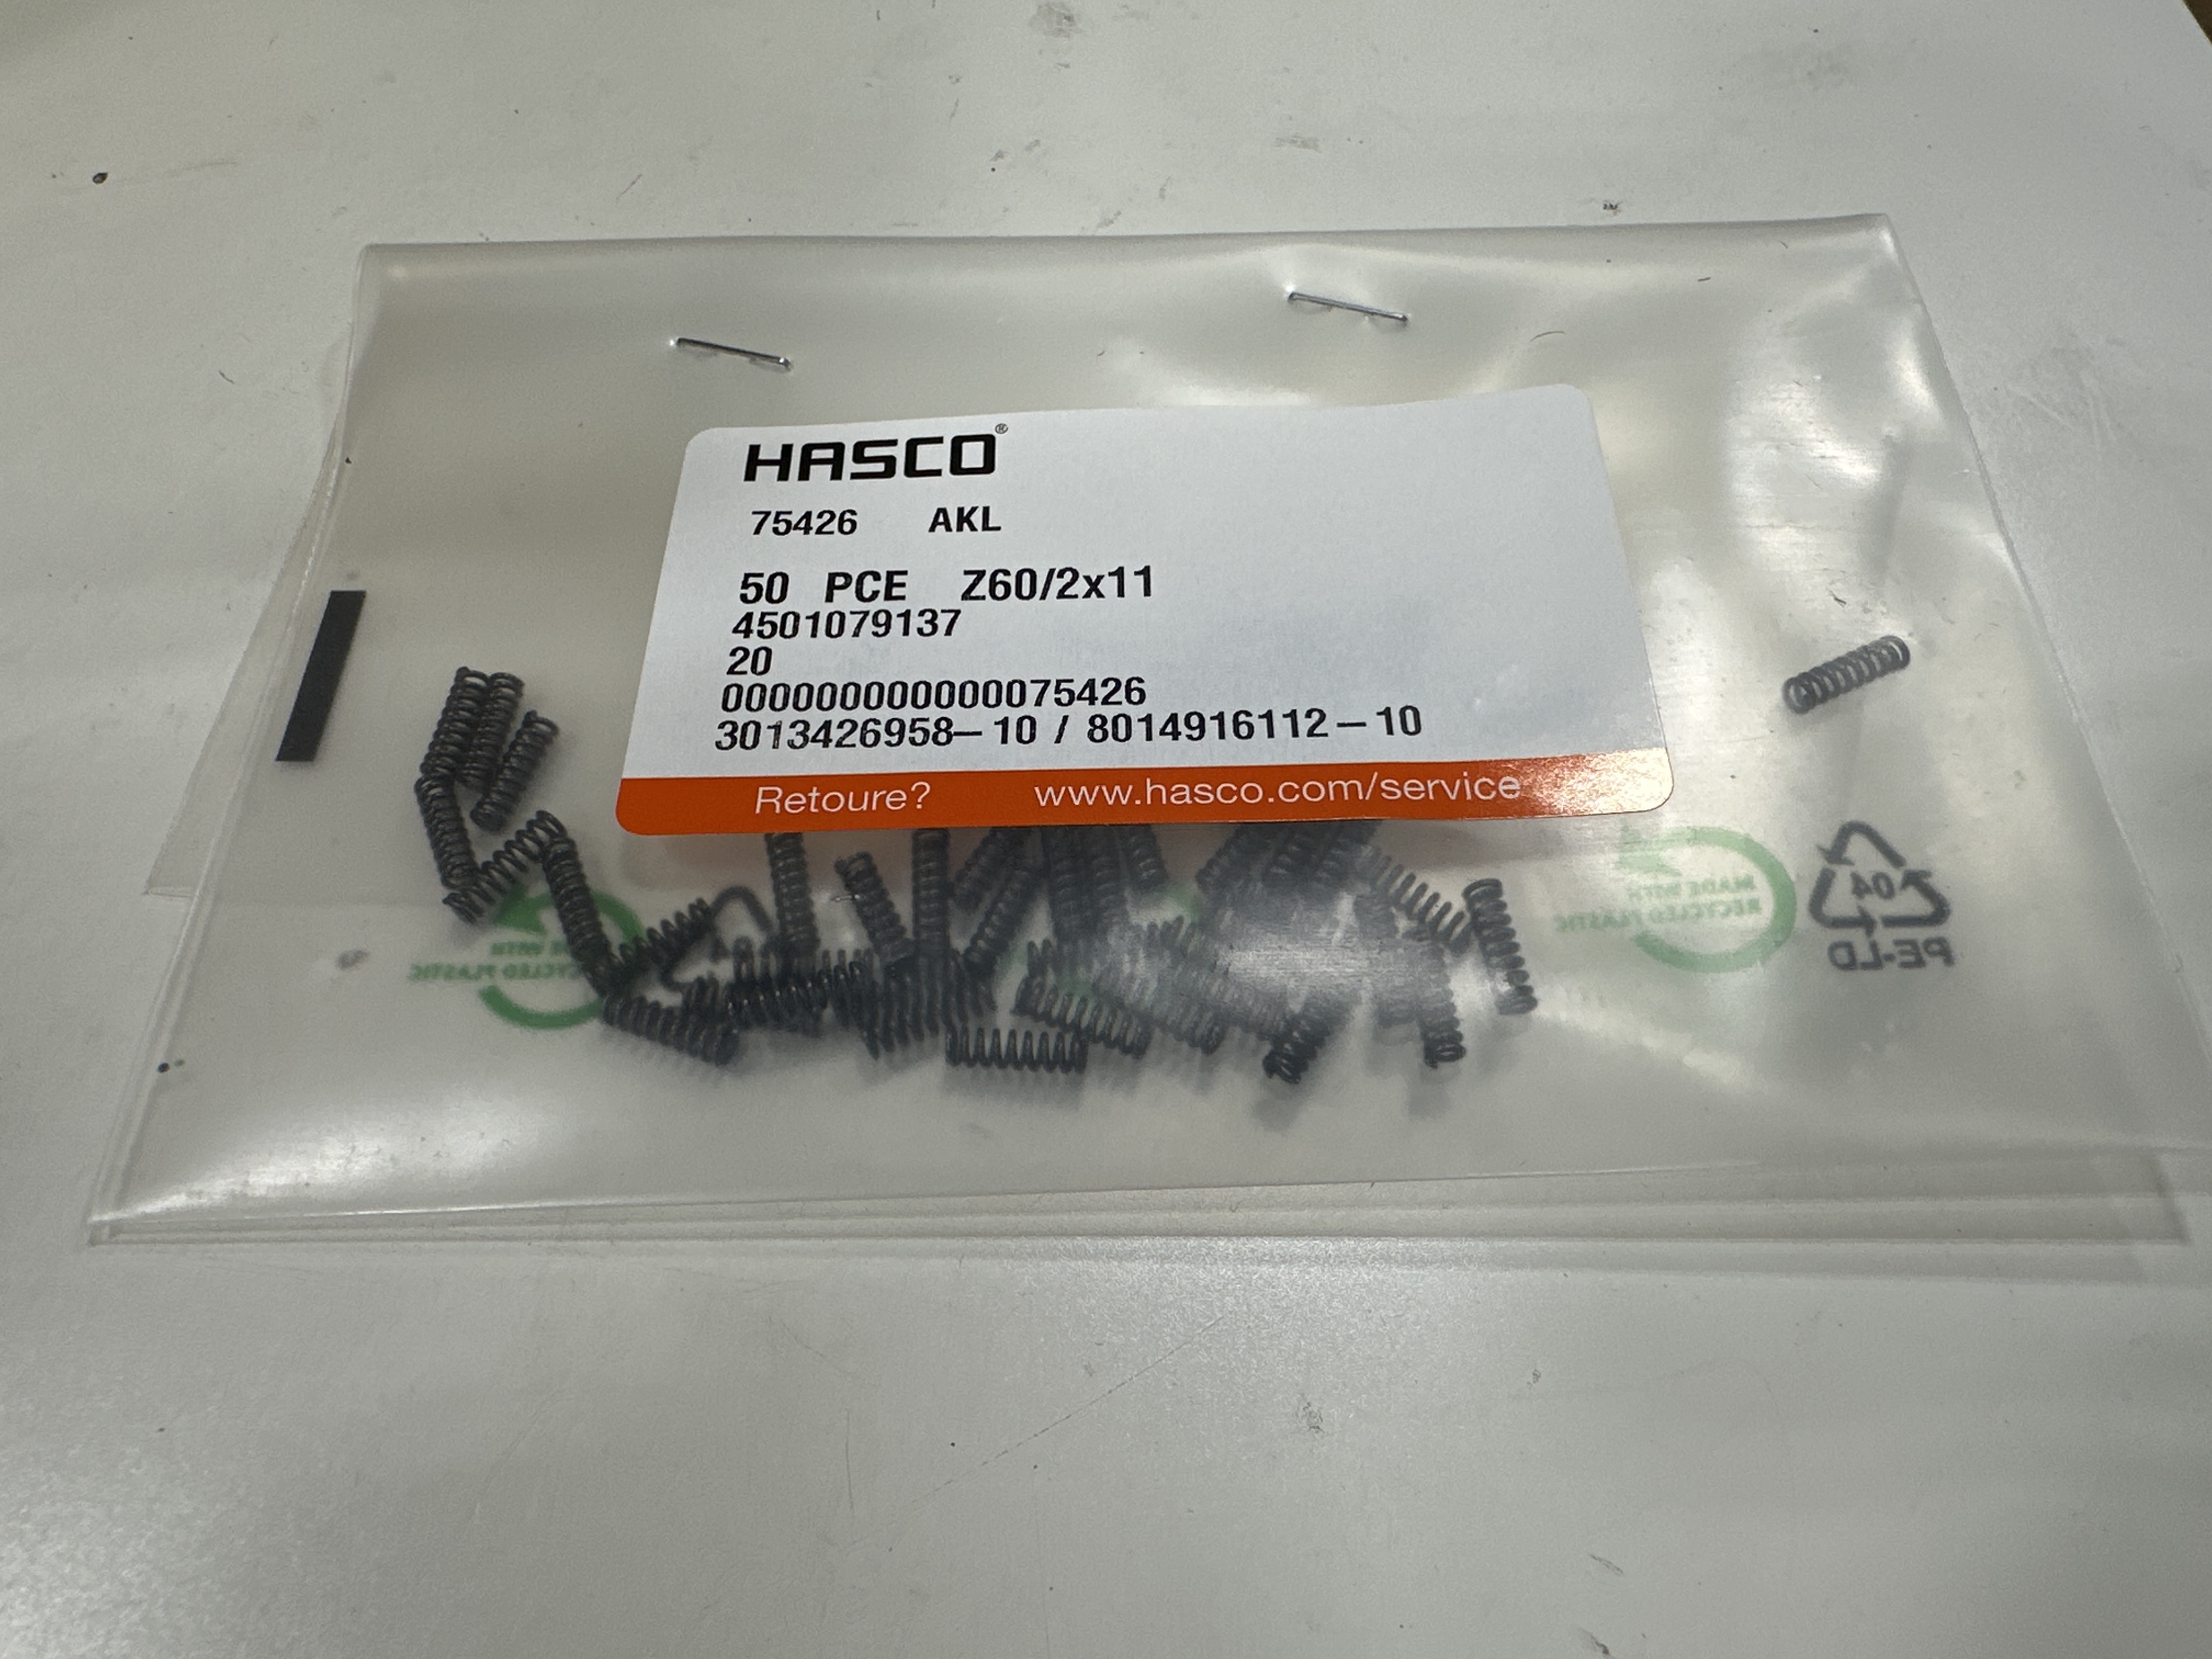 HASCO®
75426 AKL
50 PCE Z60/2x11
4501079137
20
000000000000075426
3013426958-10 / 8014916112-10
Retoure? www.hasco.com/service
MADE WITH
RECYCLED PLASTIC
04
PE-LD